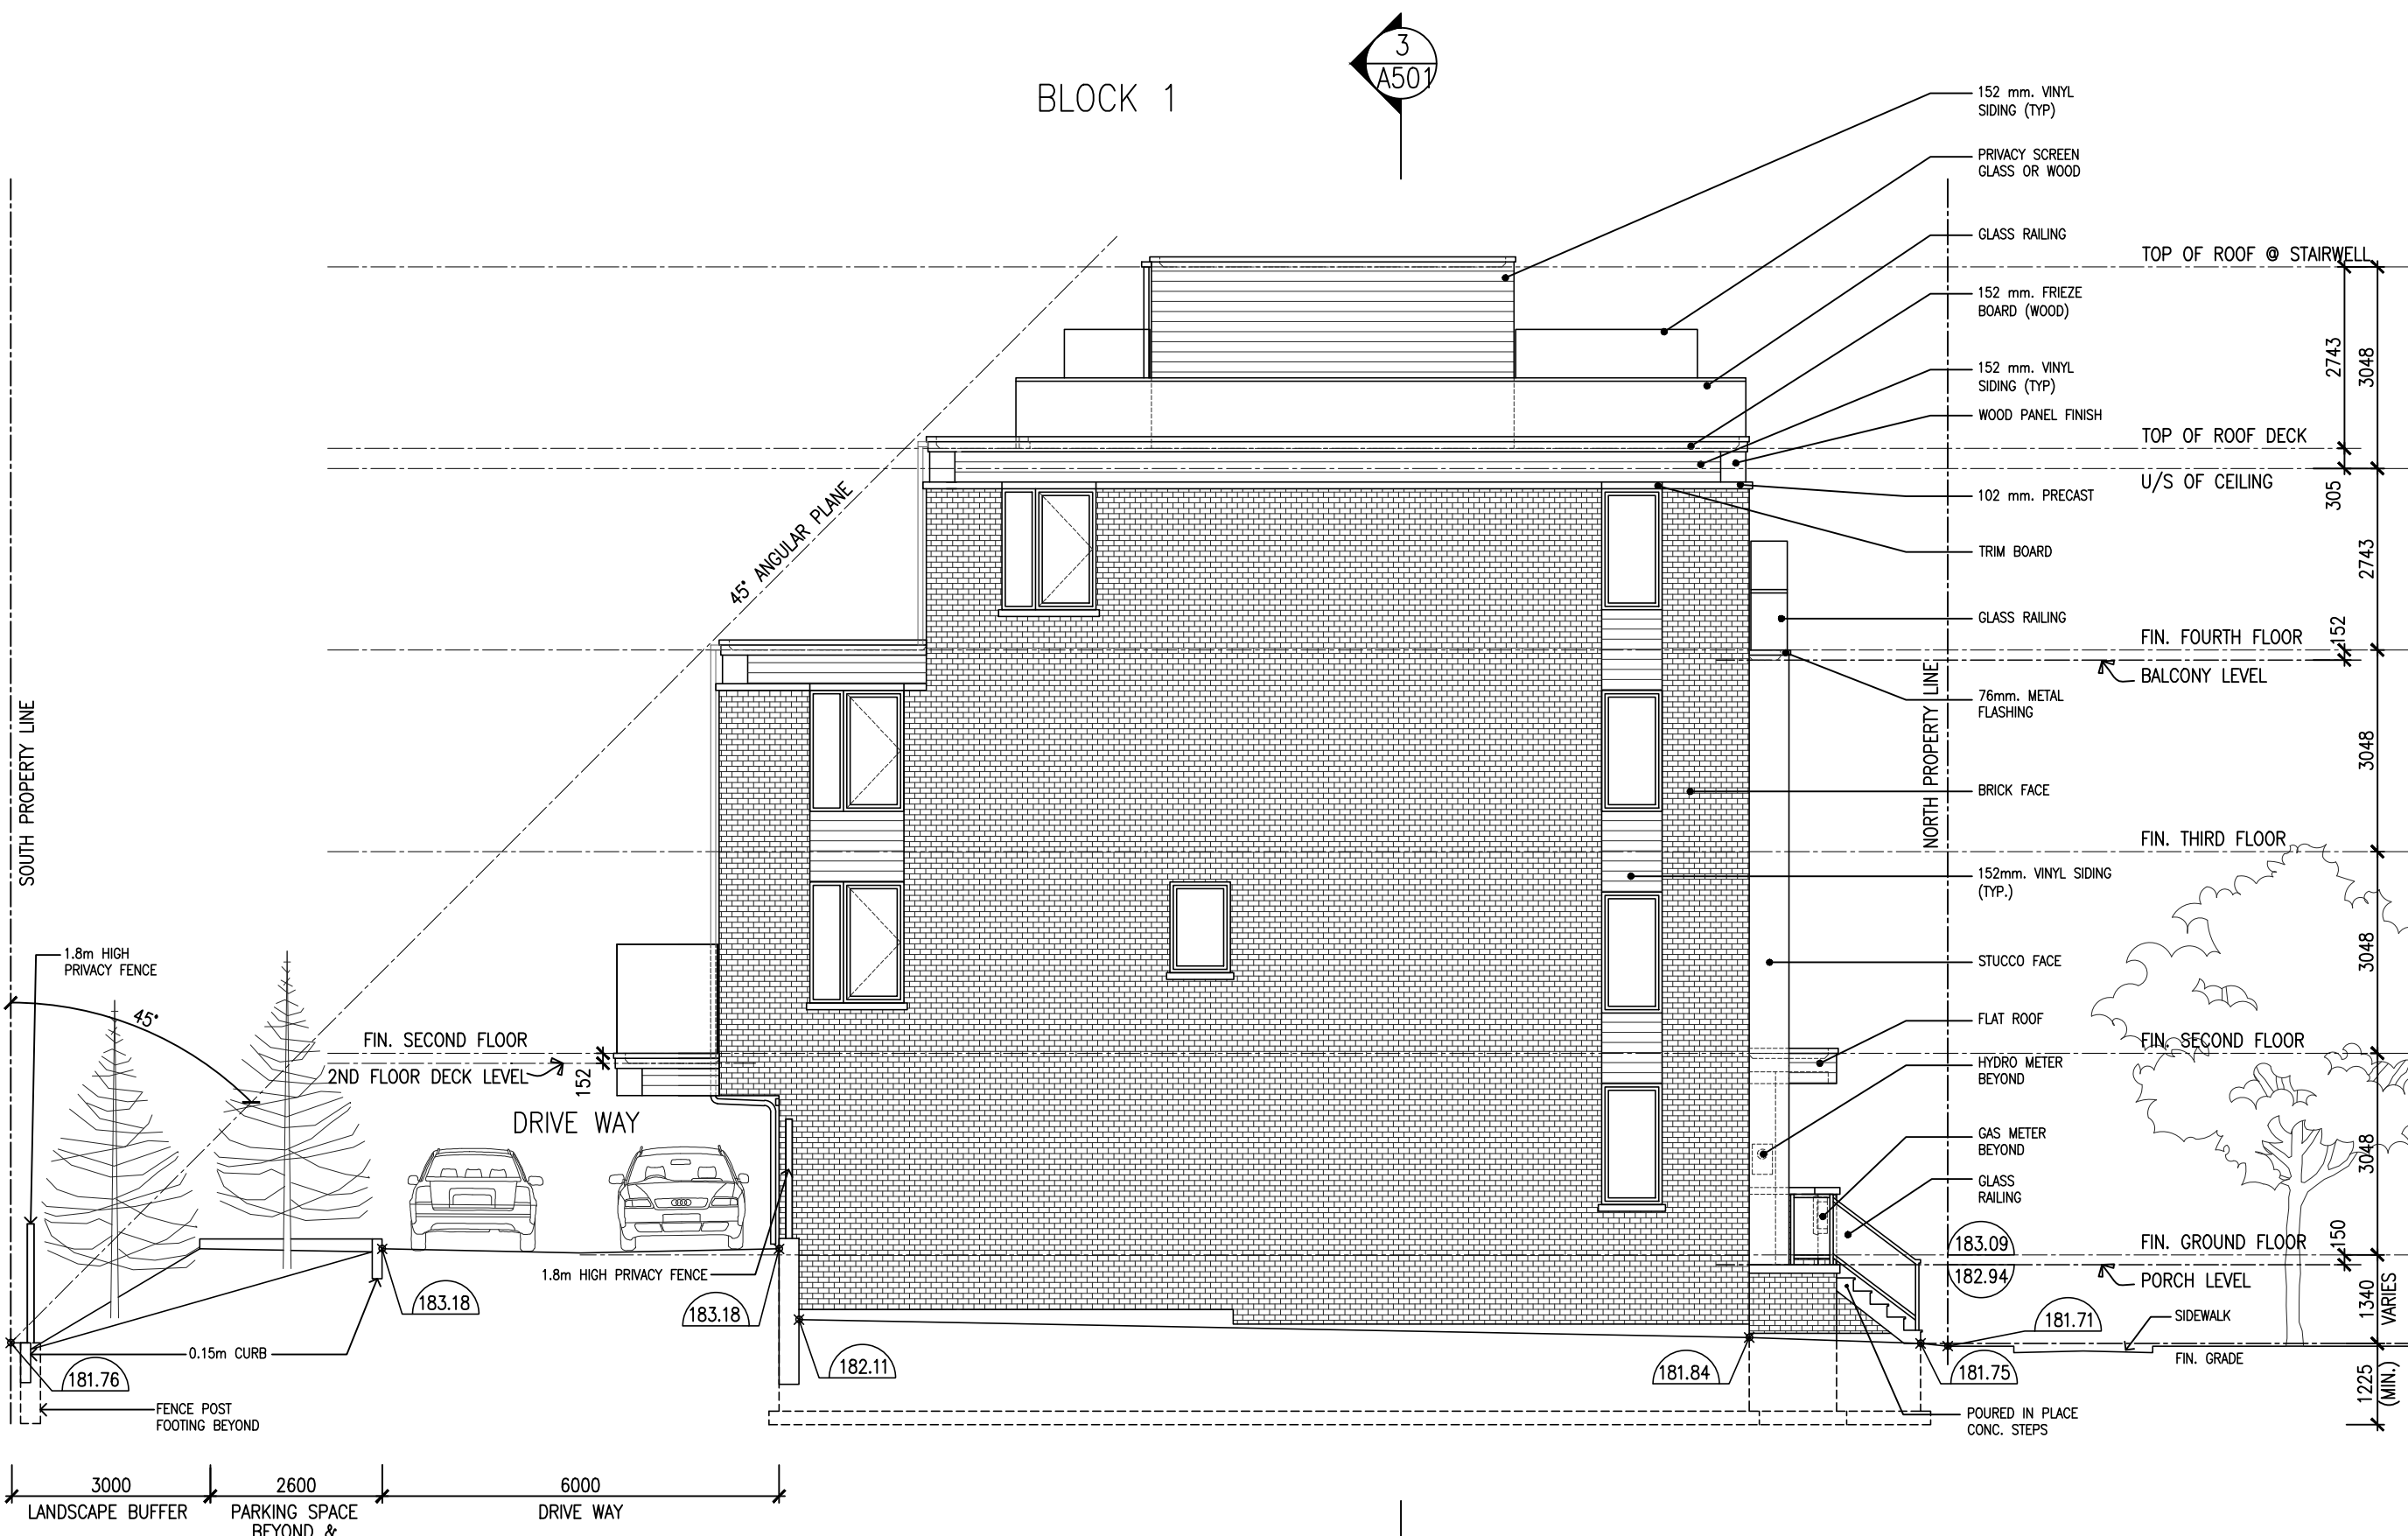 BLOCK 1
3
A501
152 mm. VINYL
SIDING (TYP)
PRIVACY SCREEN
GLASS OR WOOD
GLASS RAILING
152 mm. FRIEZE
BOARD (WOOD)
152 mm. VINYL
SIDING (TYP)
WOOD PANEL FINISH
102 mm. PRECAST
TRIM BOARD
GLASS RAILING
76mm. METAL
FLASHING
BRICK FACE
152mm. VINYL SIDING
(TYP.)
STUCCO FACE
FLAT ROOF
HYDRO METER
BEYOND
GAS METER
BEYOND
GLASS
RAILING
TOP OF ROOF @ STAIRWELL
TOP OF ROOF DECK
U/S OF CEILING
FIN. FOURTH FLOOR
BALCONY LEVEL
FIN. THIRD FLOOR
FIN. SECOND FLOOR
FIN. GROUND FLOOR
PORCH LEVEL
SIDEWALK
FIN. GRADE
2743
3048
305
2743
152
3048
3048
3048
150
1340
VARIES
1225
(MIN.)
NORTH PROPERTY LINE
SOUTH PROPERTY LINE
45° ANGULAR PLANE
45°
1.8m HIGH
PRIVACY FENCE
FIN. SECOND FLOOR
2ND FLOOR DECK LEVEL
152
DRIVE WAY
1.8m HIGH PRIVACY FENCE
183.18
183.18
0.15m CURB
181.76
FENCE POST
FOOTING BEYOND
182.11
181.84
181.75
181.71
183.09
182.94
POURED IN PLACE
CONC. STEPS
3000
LANDSCAPE BUFFER
2600
PARKING SPACE
BEYOND &
6000
DRIVE WAY